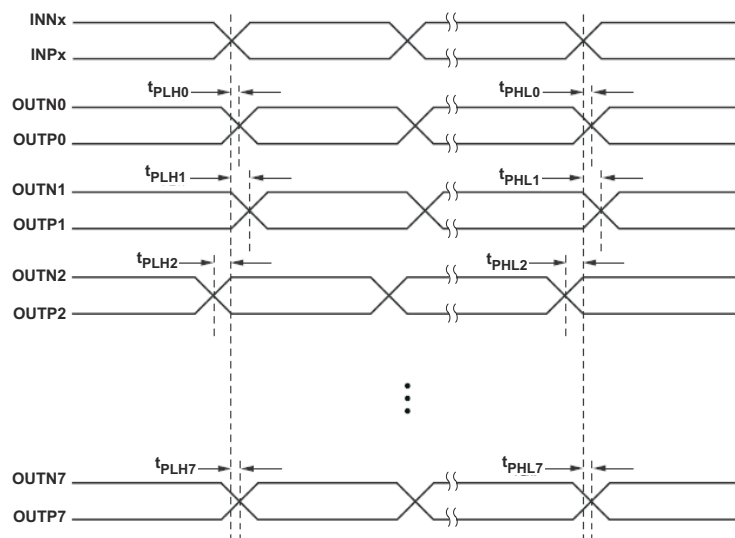 INNx
INPx
tPLH0 tPHL0
OUTN0
OUTP0
tPLH1 tPHL1
OUTN1
OUTP1
tPLH2 tPHL2
OUTN2
OUTP2
tPLH7 tPHL7
OUTN7
OUTP7